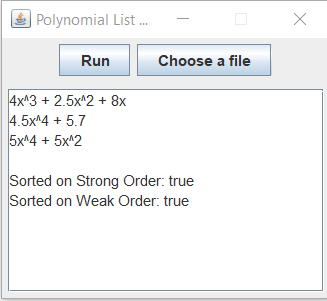 Polynomial List ...
Run Choose a file
4x^3 + 2.5x^2 + 8x
4.5x^4 + 5.7
5x^4 + 5x^2
Sorted on Strong Order: true
Sorted on Weak Order: true